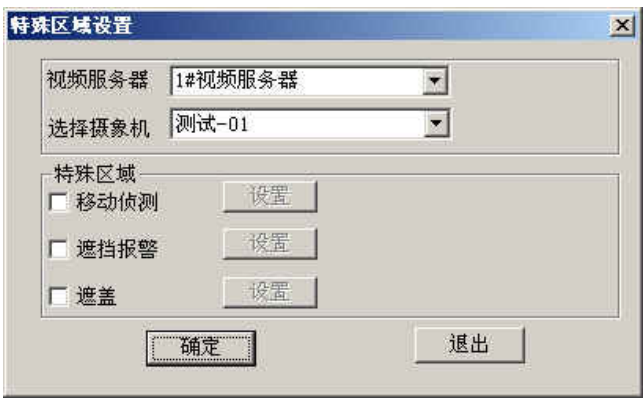 特殊区域设置
视频服务器 1#视频服务器
选择摄象机 测试-01
特殊区域
移动侦测 设置
遮挡报警 设置
遮盖 设置
确定 退出